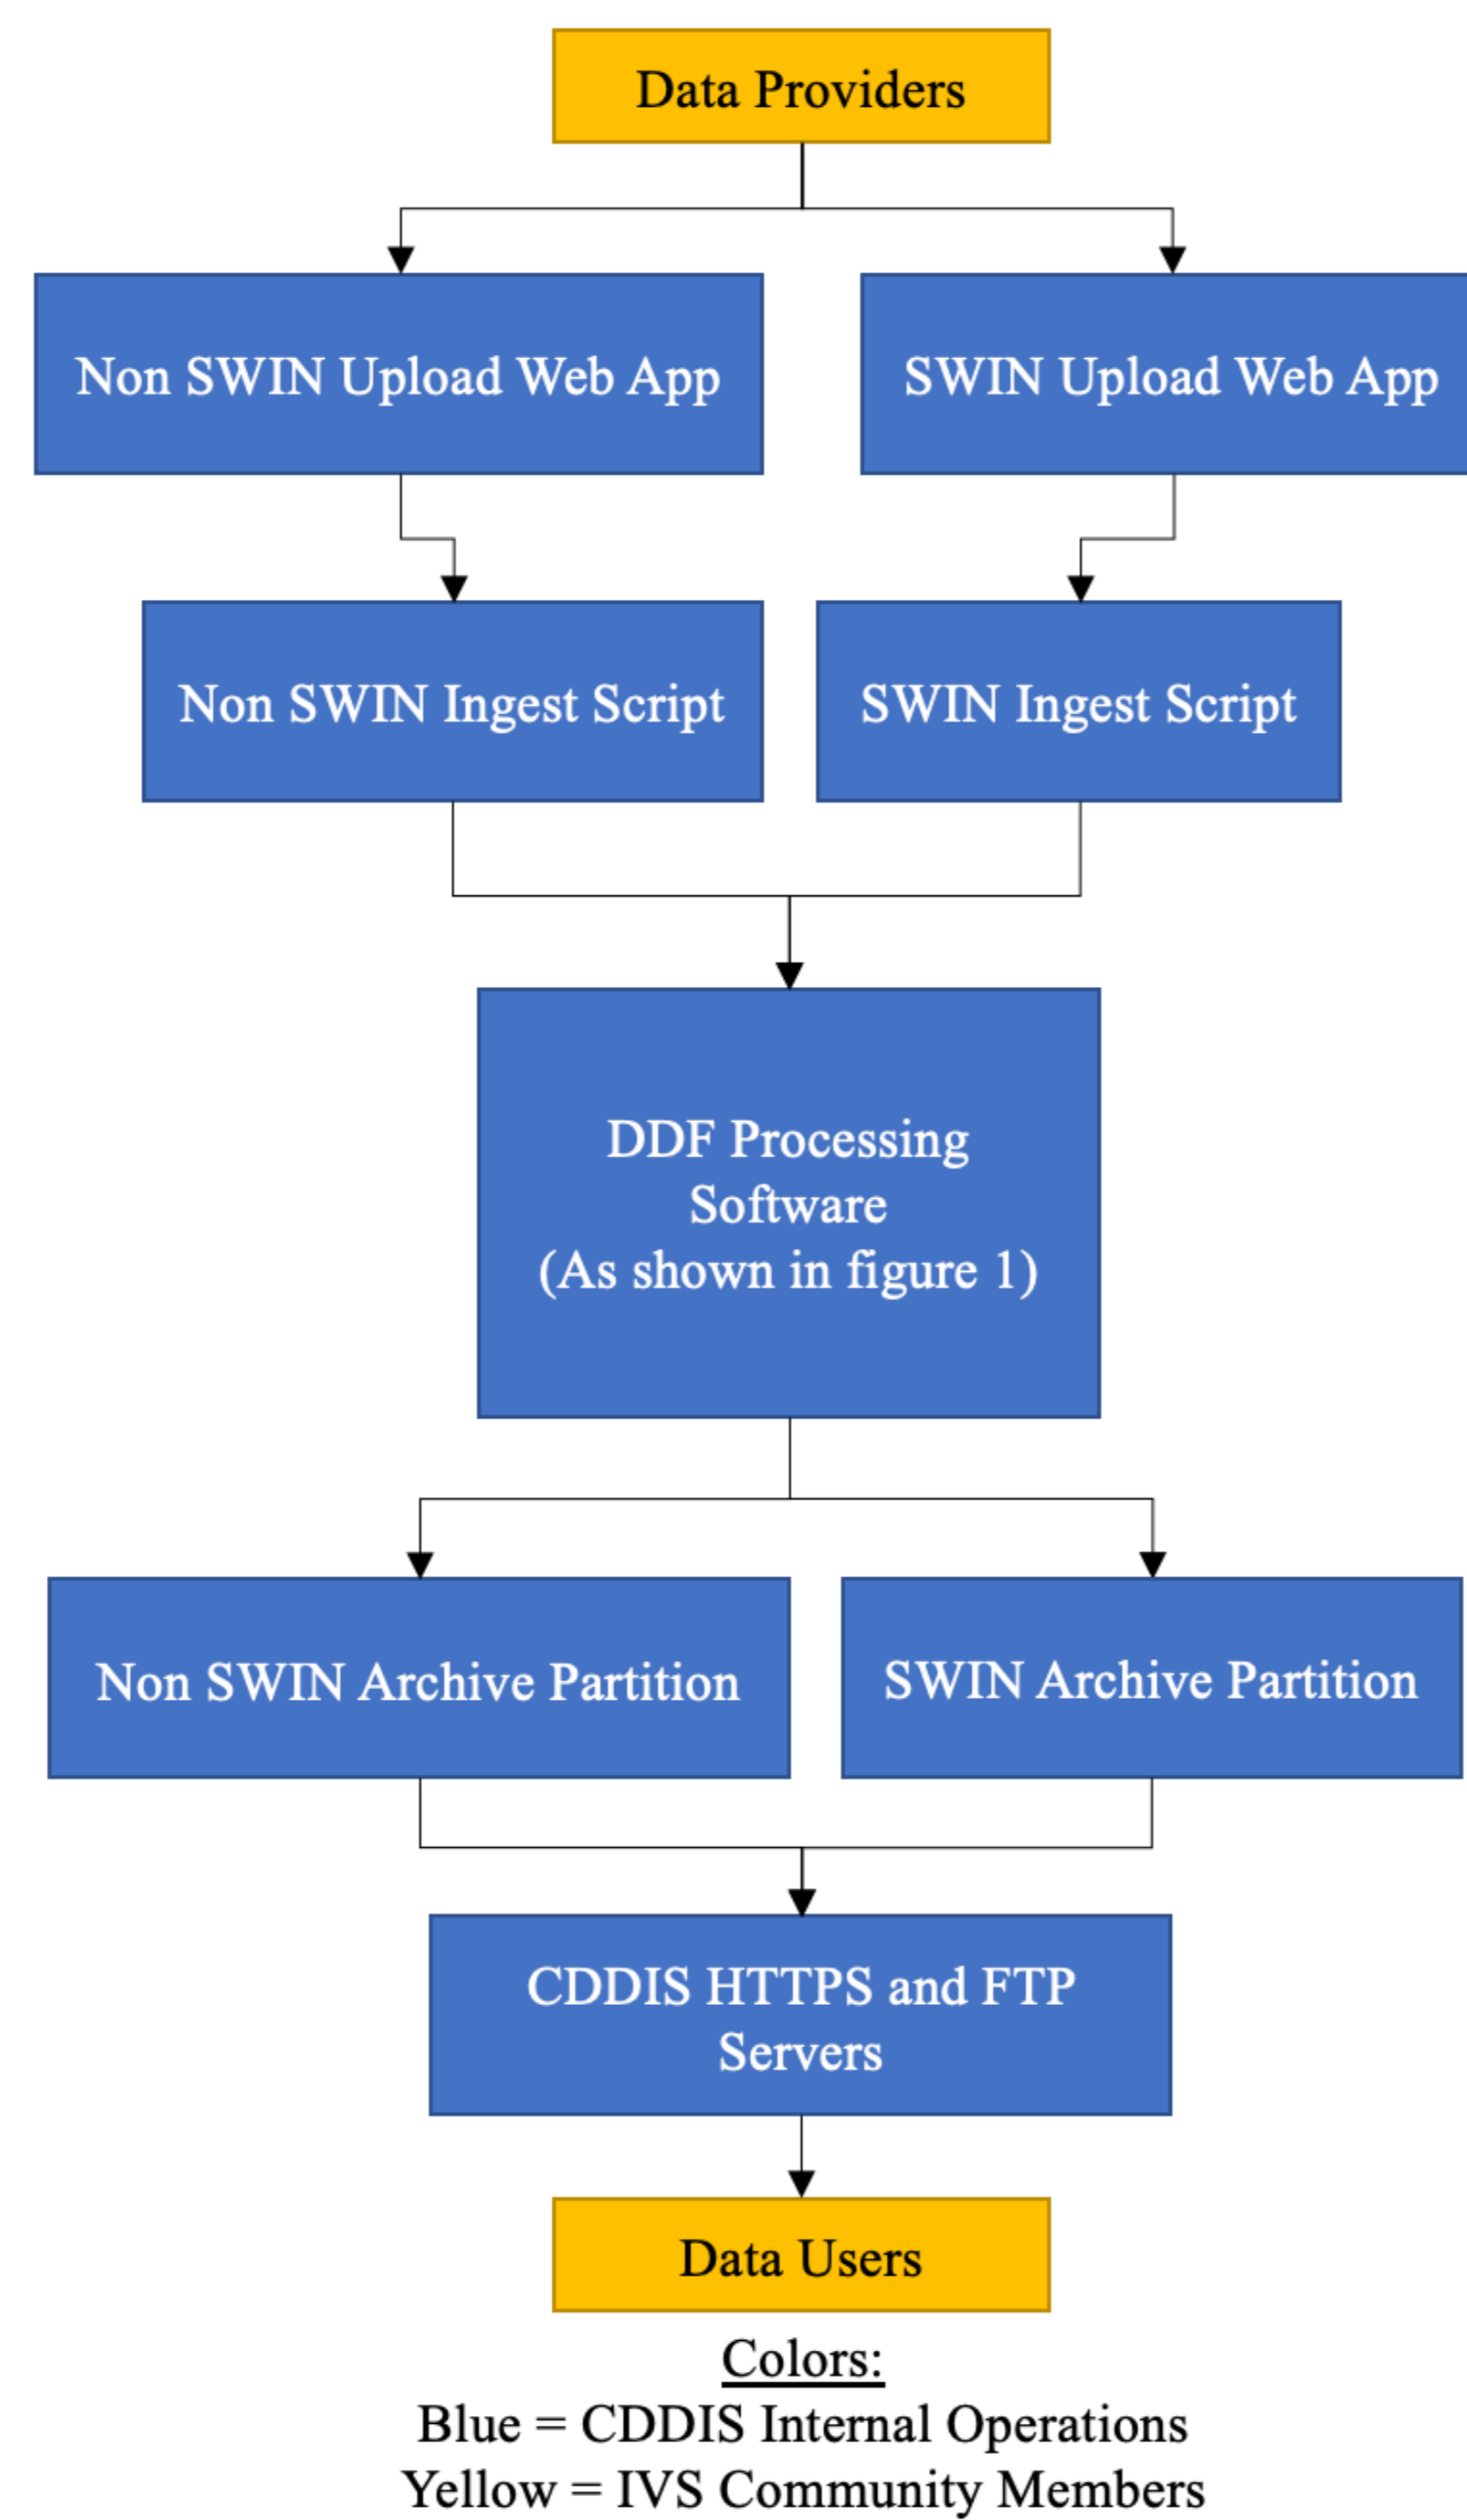 Data Providers
Non SWIN Upload Web App
SWIN Upload Web App
Non SWIN Ingest Script
SWIN Ingest Script
DDF Processing
Software
(As shown in figure 1)
Non SWIN Archive Partition
SWIN Archive Partition
CDDIS HTTPS and FTP
Servers
Data Users
Colors:
Blue = CDDIS Internal Operations
Yellow = IVS Community Members